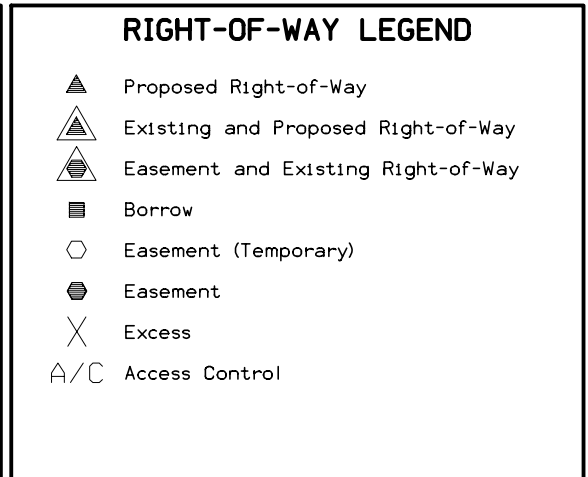 RIGHT-OF-WAY LEGEND
Proposed Right-of-Way
Existing and Proposed Right-of-Way
Easement and Existing Right-of-Way
Borrow
Easement (Temporary)
Easement
Excess
A/C Access Control